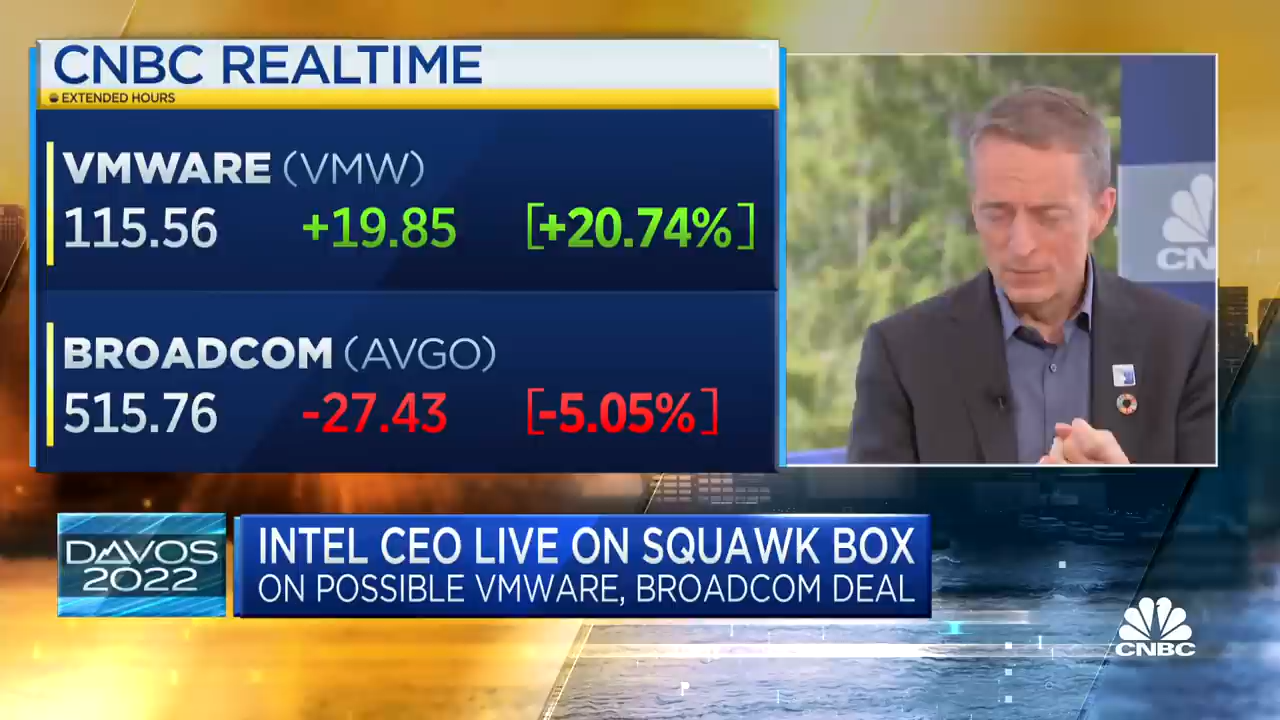 CNBC REALTIME
EXTENDED HOURS
VMWARE (VMW)
115.56 +19.85 [+20.74%]
BROADCOM (AVGO)
515.76 -27.43 [-5.05%]
CN
DAVOS
2022
INTEL CEO LIVE ON SQUAWK BOX
ON POSSIBLE VMWARE, BROADCOM DEAL
CNBC
P